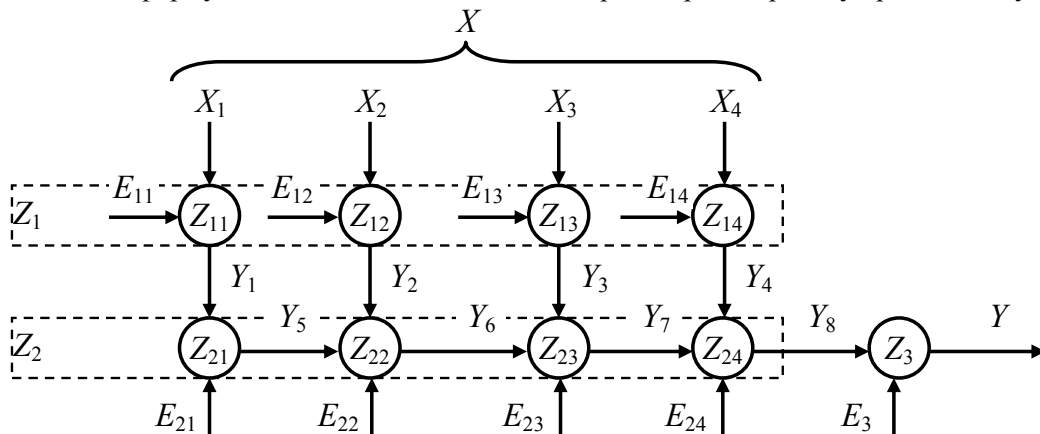 X
X₁ X₂ X₃ X₄
E₁₁ E₁₂ E₁₃ E₁₄
Z₁ Z₁₁ Z₁₂ Z₁₃ Z₁₄
Y₁ Y₂ Y₃ Y₄
Y₅ Y₆ Y₇ Y₈ Y
Z₂ Z₂₁ Z₂₂ Z₂₃ Z₂₄ Z₃
E₂₁ E₂₂ E₂₃ E₂₄ E₃